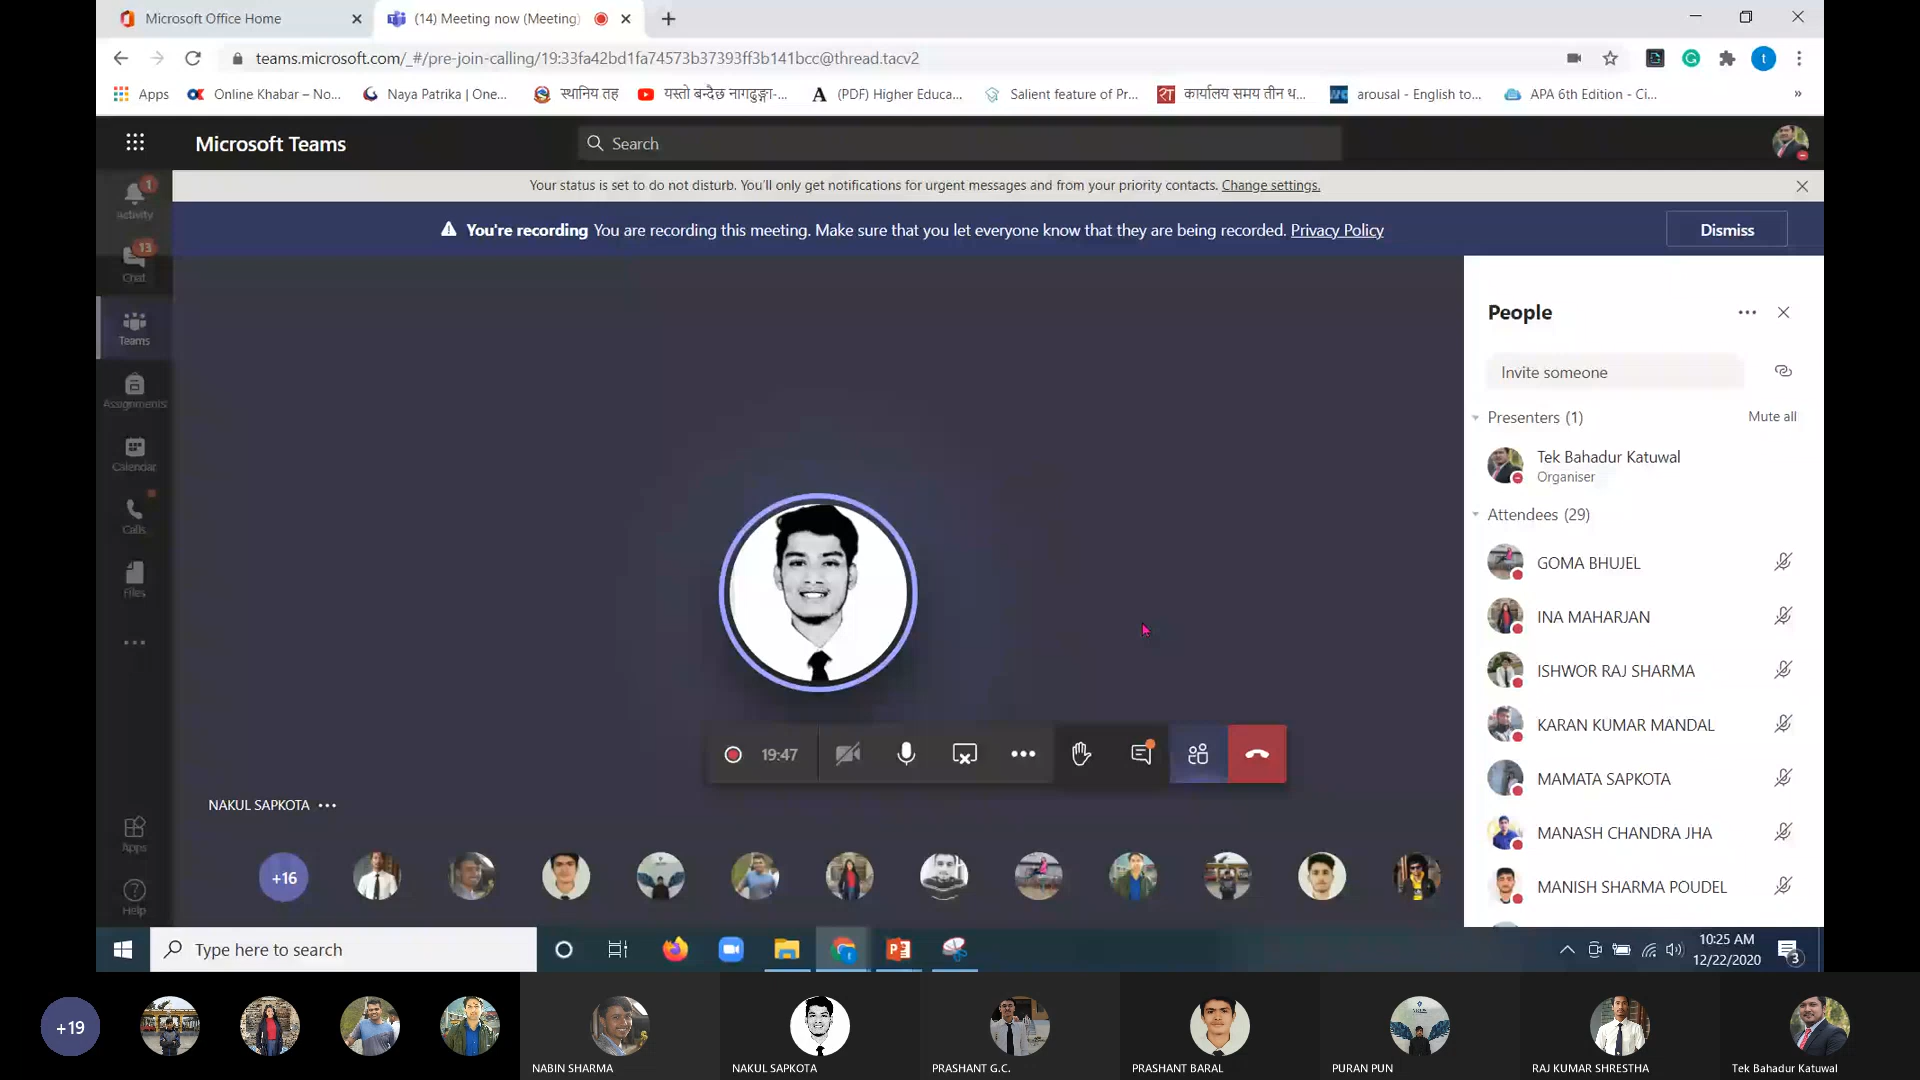 Microsoft Office Home
(14) Meeting now (Meeting)
teams.microsoft.com/_#/pre-join-calling/19:33fa42bd1fa74573b37393ff3b141bcc@thread.tacv2
t
Apps
Online Khabar – No...
Naya Patrika | One...
स्थानिय तह
यस्तो बन्दैछ नागढुङ्गा-...
(PDF) Higher Educa...
Salient feature of Pr...
कार्यालय समय तीन थ...
arousal - English to...
APA 6th Edition - Ci...
»
Microsoft Teams
Search
Your status is set to do not disturb. You'll only get notifications for urgent messages and from your priority contacts. Change settings.
You're recording You are recording this meeting. Make sure that you let everyone know that they are being recorded. Privacy Policy
Dismiss
1
Activity
13
Chat
Teams
Assignments
Calendar
Calls
Files
Apps
Help
People
Invite someone
Presenters (1)
Mute all
Tek Bahadur Katuwal
Organiser
Attendees (29)
GOMA BHUJEL
INA MAHARJAN
ISHWOR RAJ SHARMA
KARAN KUMAR MANDAL
MAMATA SAPKOTA
MANASH CHANDRA JHA
MANISH SHARMA POUDEL
19:47
NAKUL SAPKOTA
+16
Type here to search
10:25 AM
12/22/2020
3
+19
NABIN SHARMA
NAKUL SAPKOTA
PRASHANT G.C.
PRASHANT BARAL
PURAN PUN
RAJ KUMAR SHRESTHA
Tek Bahadur Katuwal